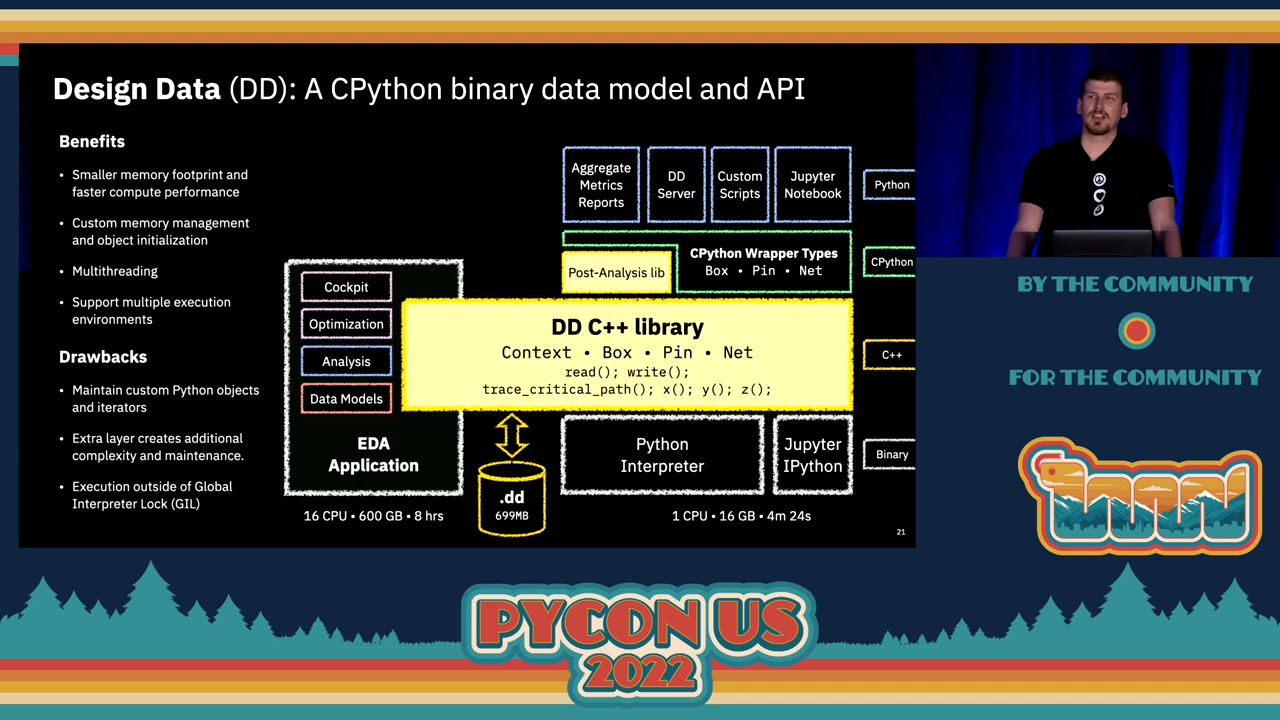 Design Data (DD): A CPython binary data model and API
Benefits
• Smaller memory footprint and
faster compute performance
• Custom memory management
and object initialization
• Multithreading
• Support multiple execution
environments
Drawbacks
• Maintain custom Python objects
and iterators
• Extra layer creates additional
complexity and maintenance.
• Execution outside of Global
Interpreter Lock (GIL)
Cockpit
Optimization
Analysis
Data Models
EDA
Application
16 CPU • 600 GB • 8 hrs
Aggregate
Metrics
Reports
DD
Server
Custom
Scripts
Jupyter
Notebook
Python
Post-Analysis lib
CPython Wrapper Types
Box • Pin • Net
CPython
DD C++ library
Context • Box • Pin • Net
read(); write();
trace_critical_path(); x(); y(); z();
C++
.dd
699MB
Python
Interpreter
Jupyter
IPython
Binary
1 CPU • 16 GB • 4m 24s
21
BY THE COMMUNITY
FOR THE COMMUNITY
PYCON US
2022